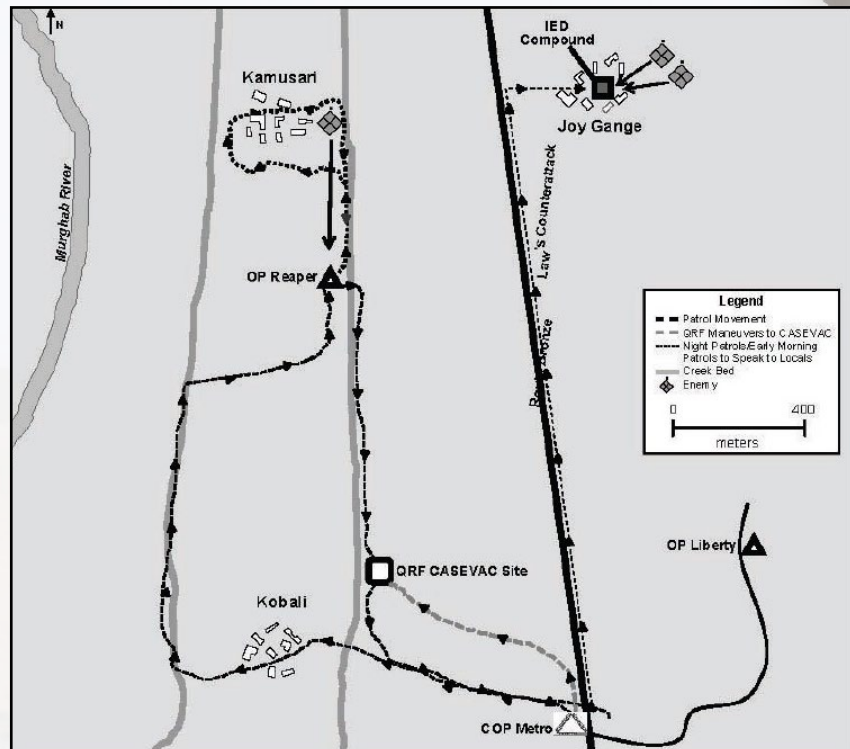 N
IED
Compound
Kamusari
Joy Gange
Murghab River
Law's Counterattack
OP Reaper
Legend
Patrol Movement
QRF Maneuvers to CASEVAC
Night Patrols/Early Morning
Patrols to Speak to Locals
Creek Bed
Enemy
0 400
meters
Bronze
OP Liberty
QRF CASEVAC Site
Kobali
COP Metro